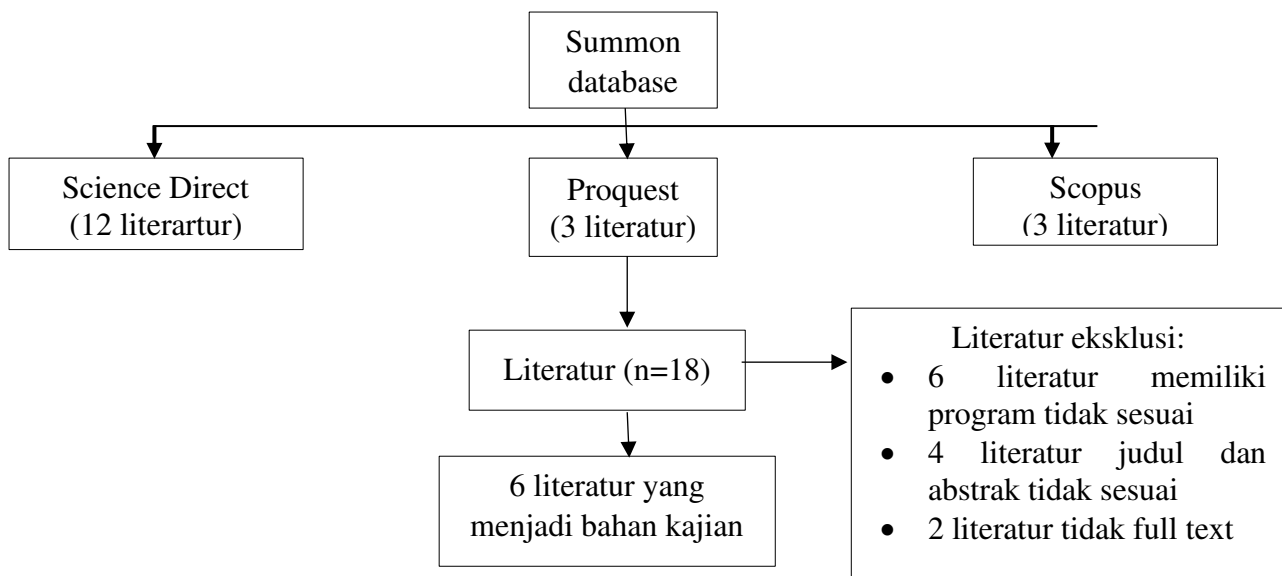 Summon
database
Science Direct
(12 literartur)
Proquest
(3 literatur)
Scopus
(3 literatur)
Literatur (n=18)
Literatur eksklusi:
• 6 literatur memiliki
program tidak sesuai
• 4 literatur judul dan
abstrak tidak sesuai
• 2 literatur tidak full text
6 literatur yang
menjadi bahan kajian